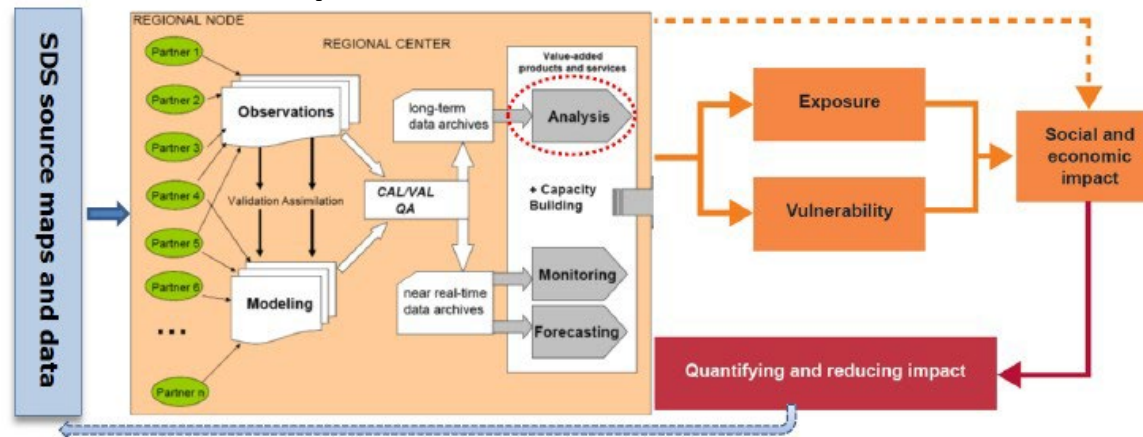 SDS source maps and data
REGIONAL NODE
REGIONAL CENTER
Partner 1
Partner 2
Partner 3
Partner 4
Partner 5
Partner 6
...
Partner n
Observations
Validation Assimilation
Modeling
CAL/VAL
QA
long-term
data archives
near real-time
data archives
Value-added
products and services
Analysis
+ Capacity
Building
Monitoring
Forecasting
Exposure
Vulnerability
Social and
economic
impact
Quantifying and reducing impact